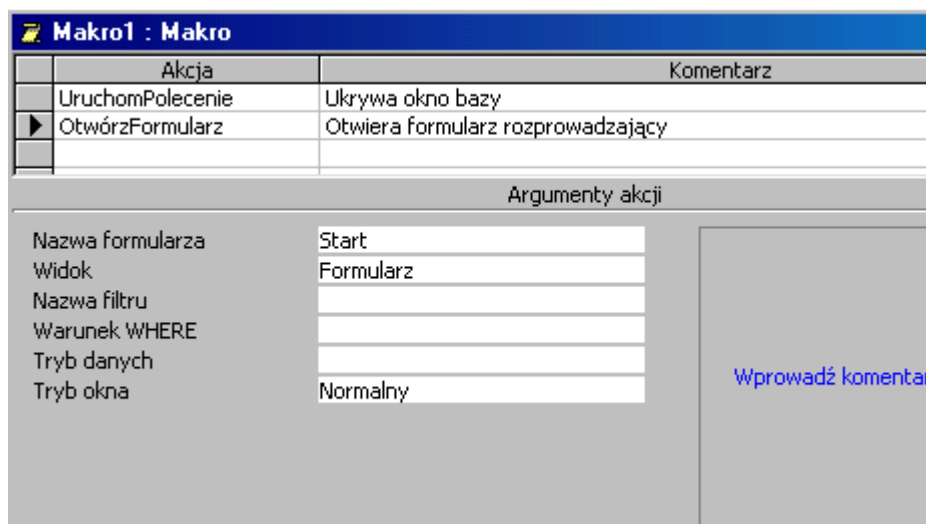 Makro1 : Makro
Akcja Komentarz
UruchomPolecenie Ukrywa okno bazy
OtwórzFormularz Otwiera formularz rozprowadzający
Argumenty akcji
Nazwa formularza Start
Widok Formularz
Nazwa filtru
Warunek WHERE
Tryb danych
Tryb okna Normalny
Wprowadź komentar